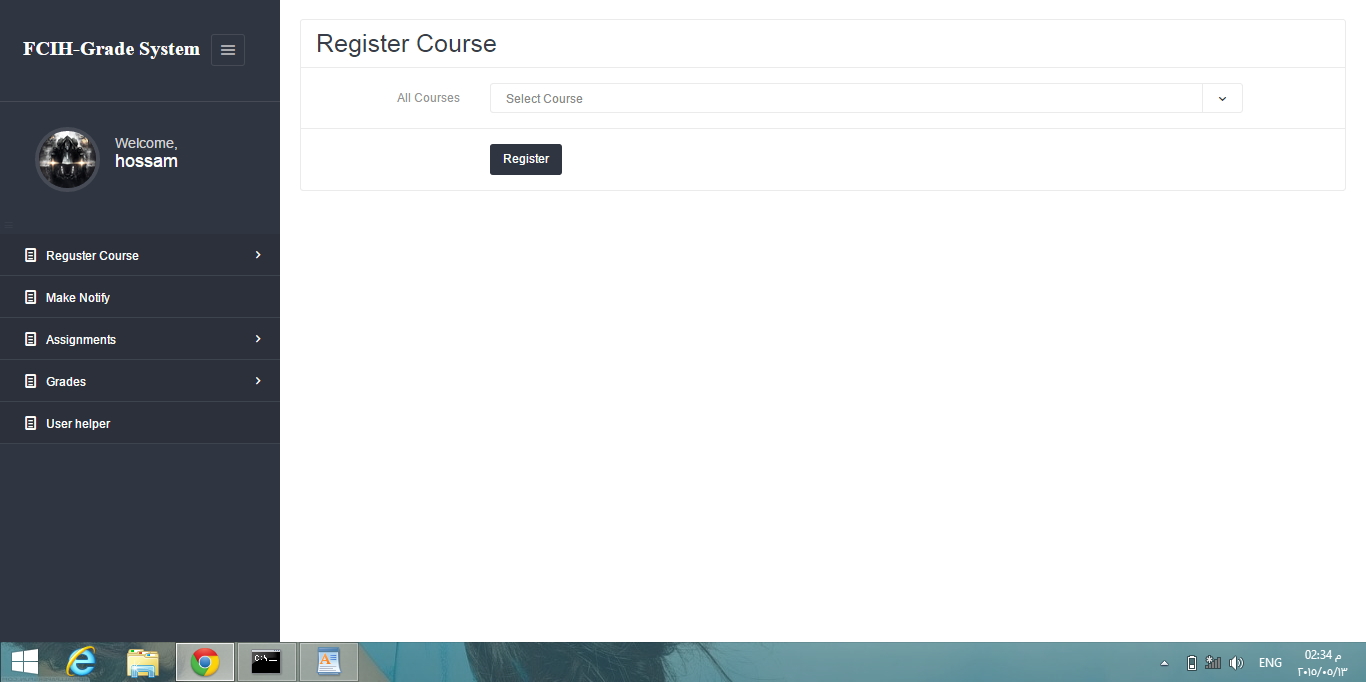 FCIH-Grade System
Welcome,
hossam
Reguster Course
Make Notify
Assignments
Grades
User helper
Register Course
All Courses
Select Course
Register
C:\_
A
ENG
02:34 م
٢٠١٥/٠٥/١٣